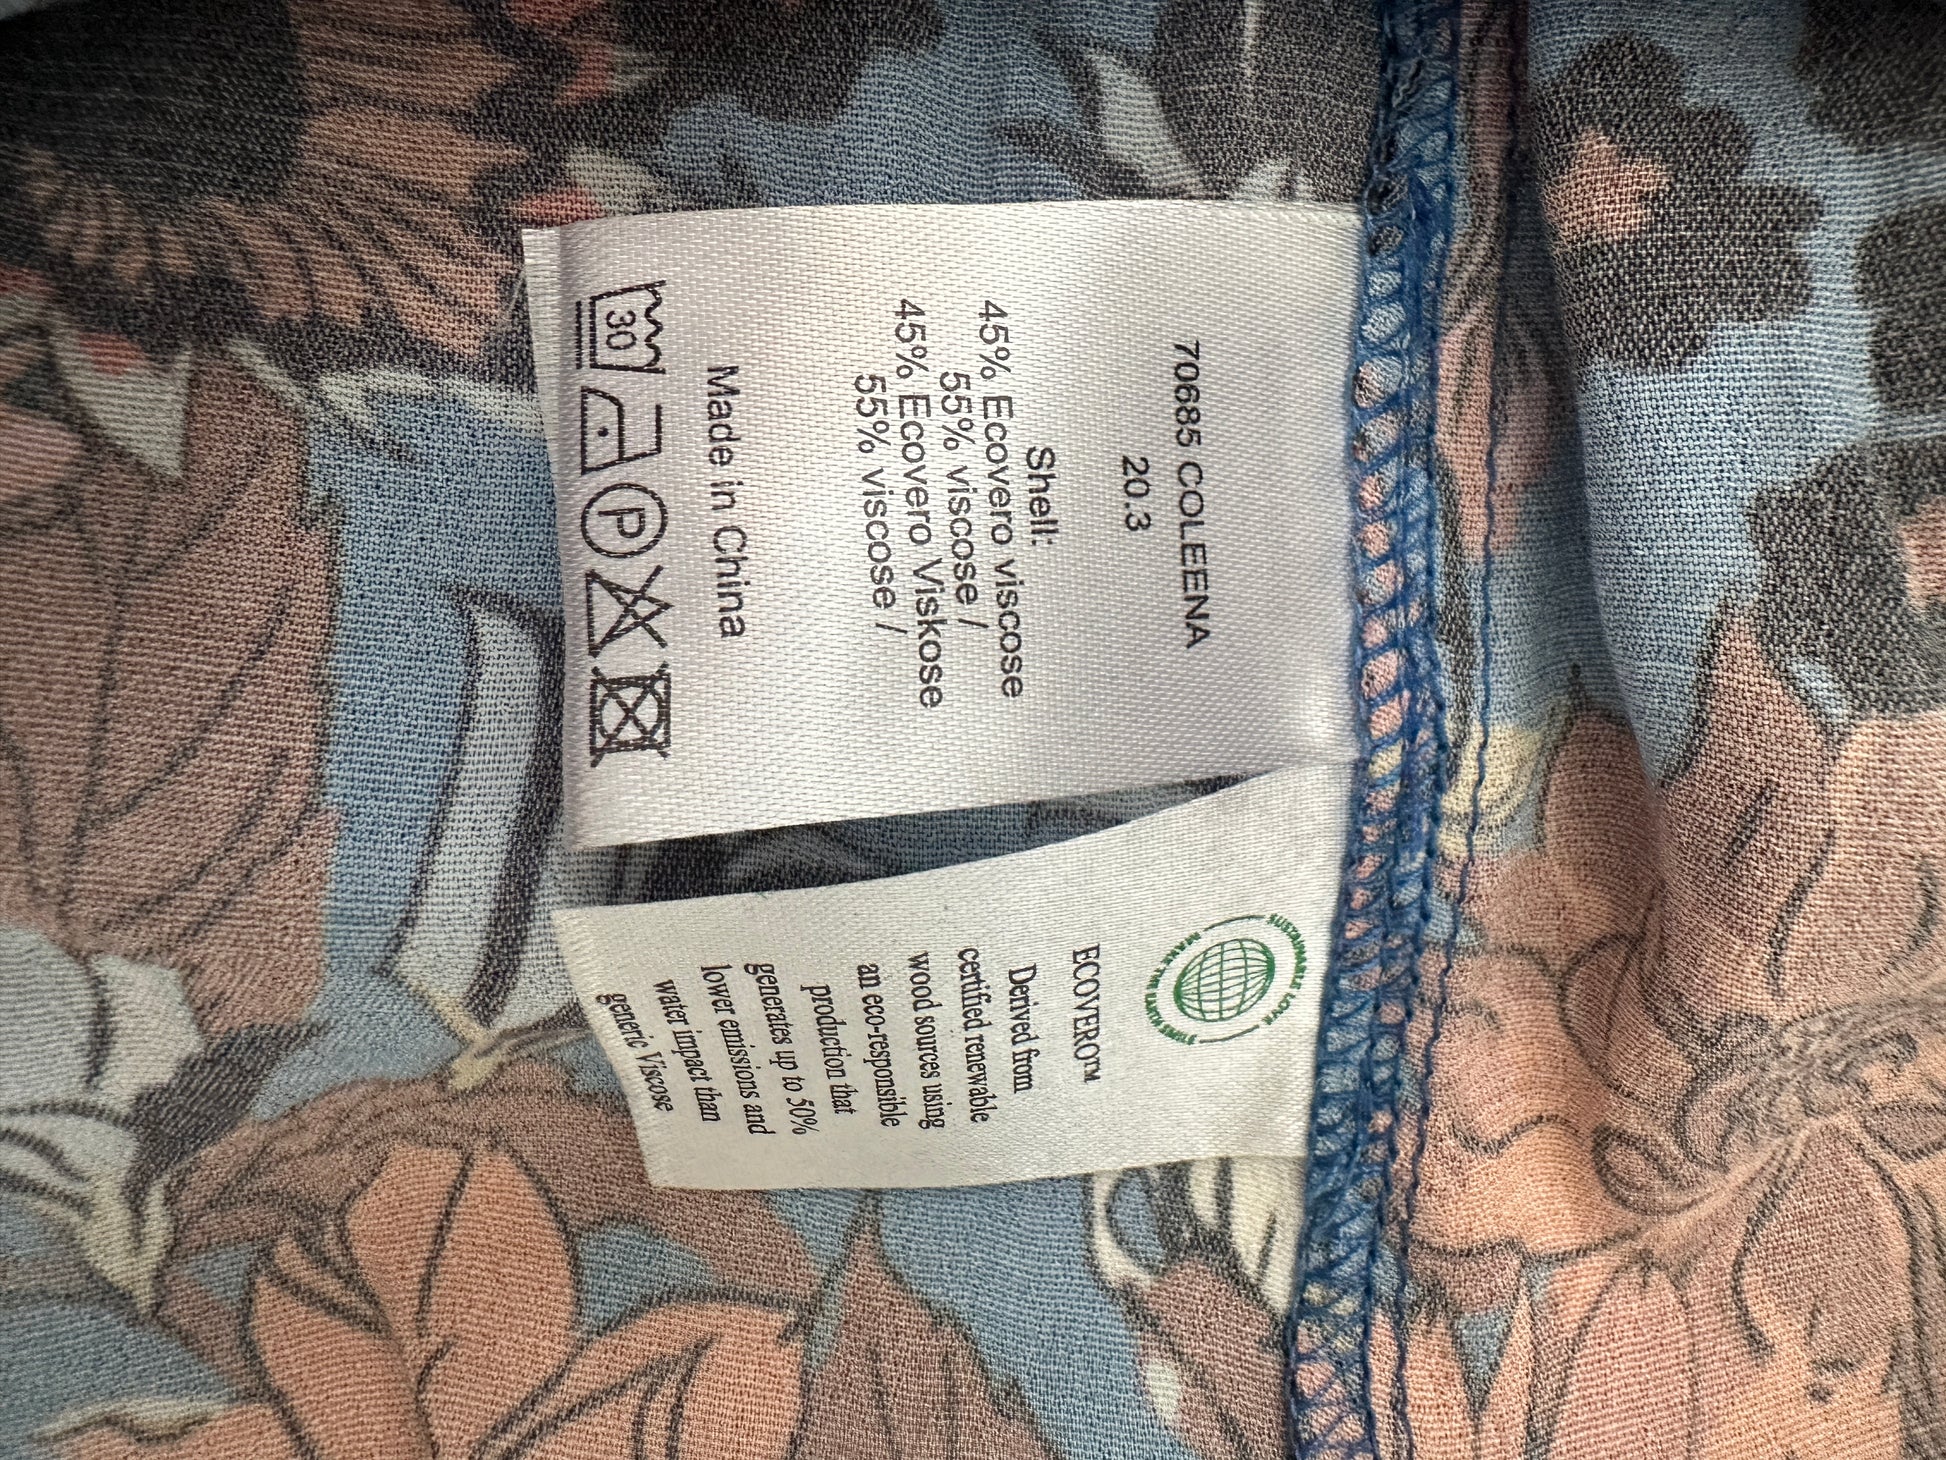 70685 COLEENA
20.3
Shell:
45% Ecovero viscose
55% viscose /
45% Ecovero Viskose
55% viscose /
Made in China
30
P
SUSTAINABLE LOVE
ECOVERO™
Derived from
certified renewable
wood sources using
an eco-responsible
production that
generates up to 50%
lower emissions and
water impact than
generic Viscose